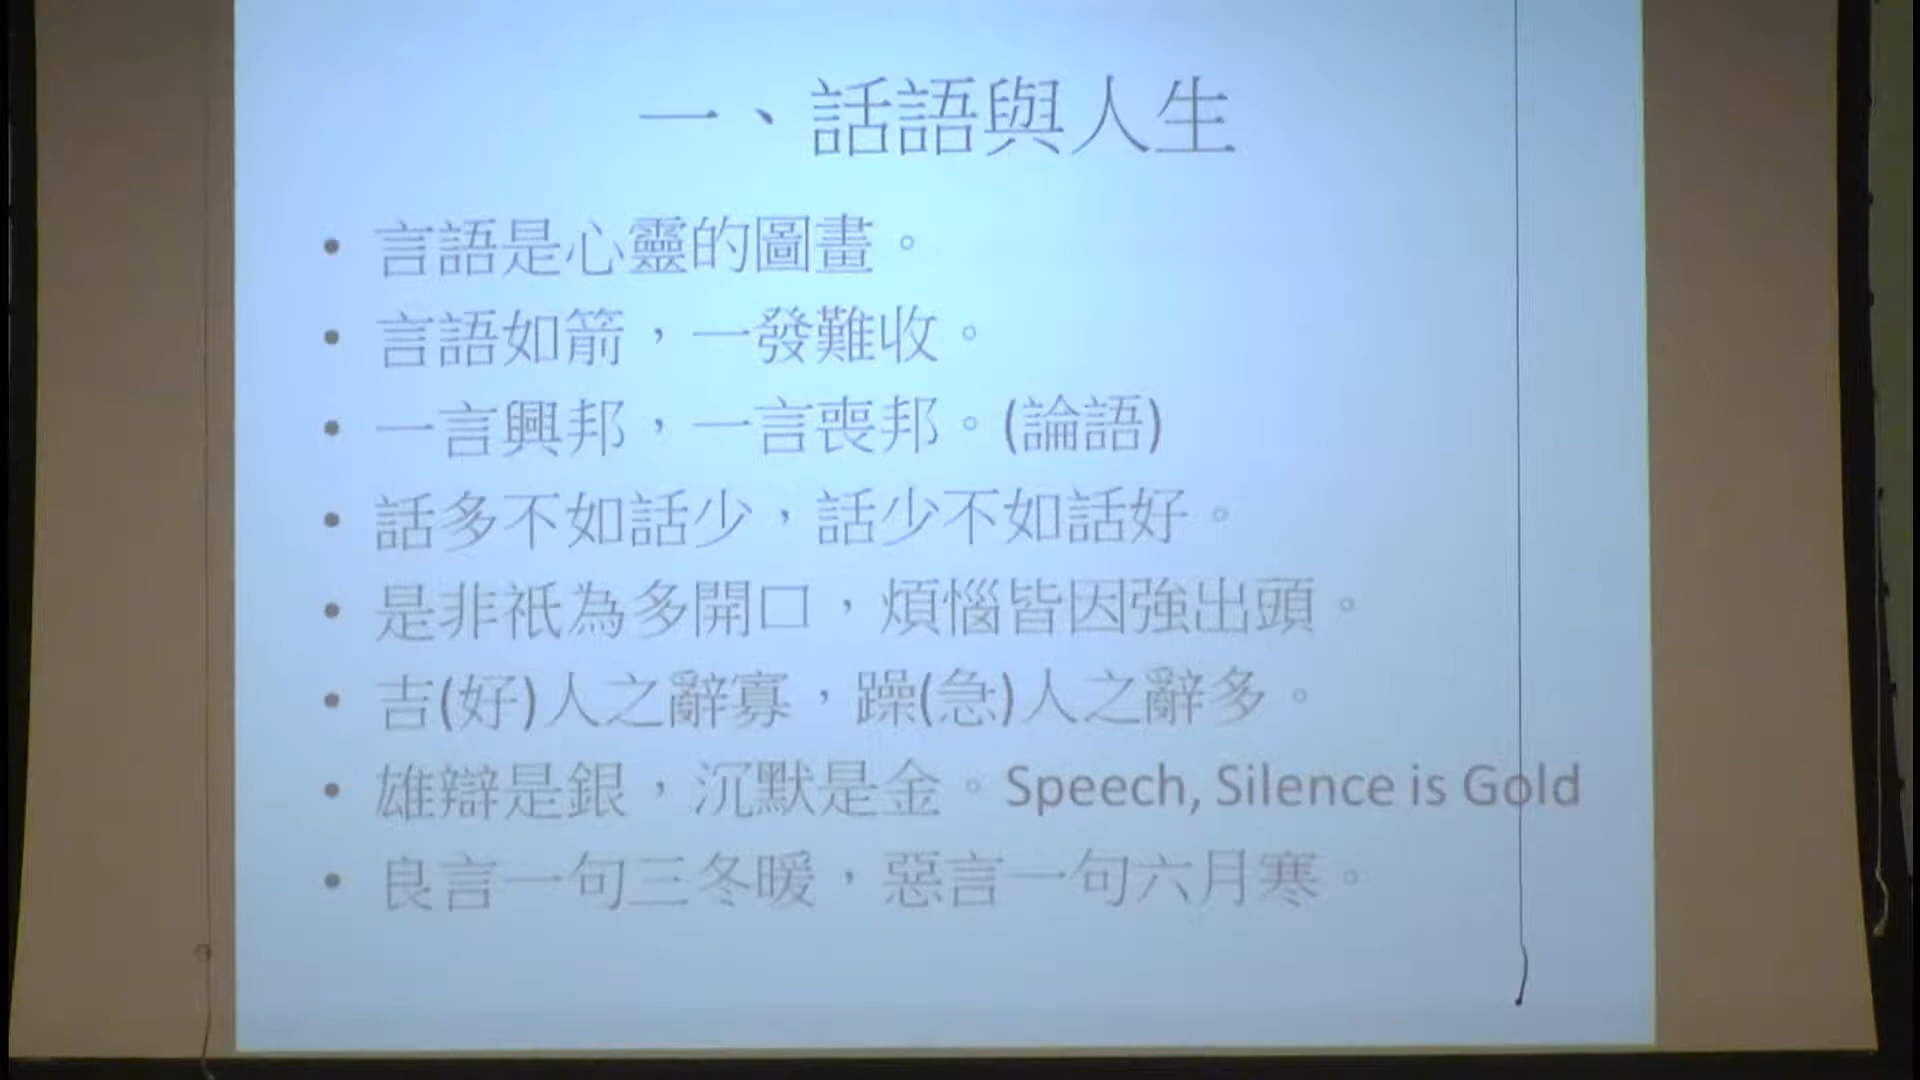 一、話語與人生
• 言語是心靈的圖畫。
• 言語如箭，一發難收。
• 一言興邦，一言喪邦。(論語)
• 話多不如話少，話少不如話好。
• 是非祇為多開口，煩惱皆因強出頭。
• 吉(好)人之辭寡，躁(急)人之辭多。
• 雄辯是銀，沉默是金。Speech, Silence is Gold
• 良言一句三冬暖，惡言一句六月寒。